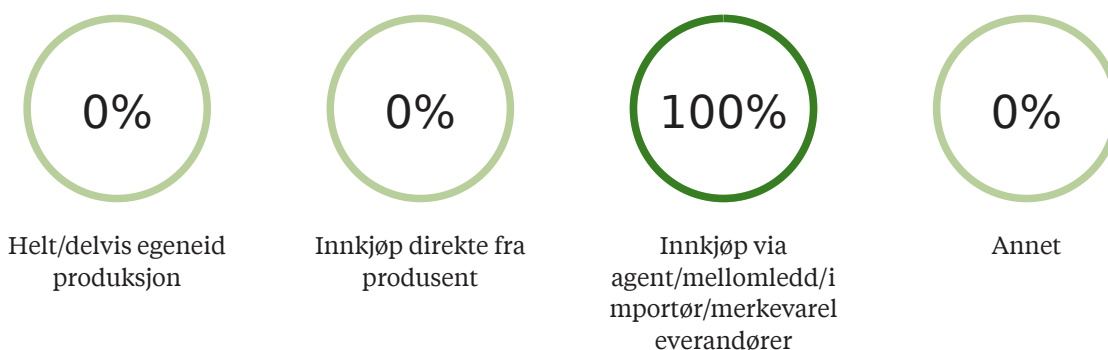 0%
0%
100%
0%
Helt/delvis egeneid
produksjon
Innkjøp direkte fra
produsent
Innkjøp via
agent/mellomledd/i
mportør/merkevarel
everandører
Annet